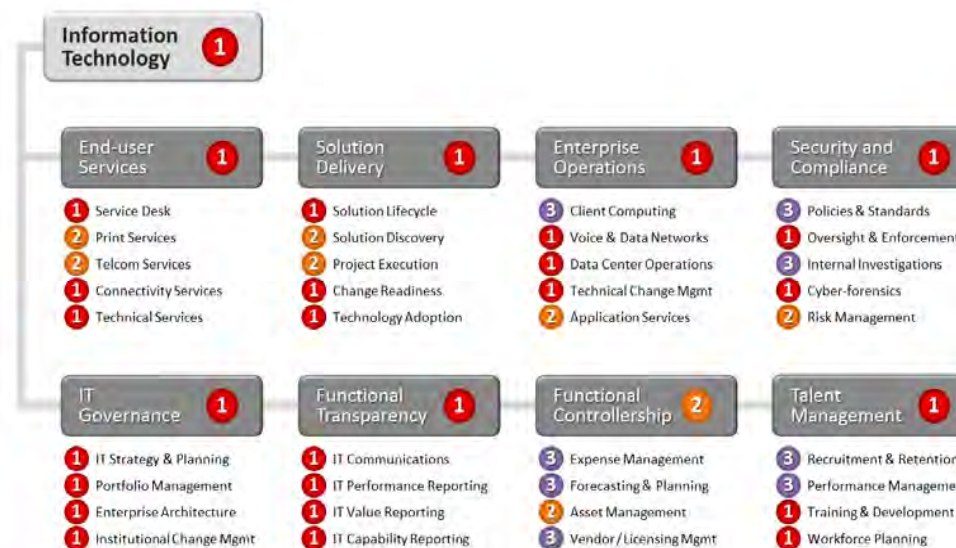 Information
Technology
1
End-user
Services
1
1 Service Desk
2 Print Services
2 Telcom Services
1 Connectivity Services
1 Technical Services
Solution
Delivery
1
1 Solution Lifecycle
2 Solution Discovery
2 Project Execution
1 Change Readiness
1 Technology Adoption
Enterprise
Operations
1
3 Client Computing
1 Voice & Data Networks
1 Data Center Operations
1 Technical Change Mgmt
2 Application Services
Security and
Compliance
1
3 Policies & Standards
1 Oversight & Enforcement
3 Internal Investigations
1 Cyber-forensics
2 Risk Management
IT
Governance
1
1 IT Strategy & Planning
1 Portfolio Management
1 Enterprise Architecture
1 Institutional Change Mgmt
Functional
Transparency
1
1 IT Communications
1 IT Performance Reporting
1 IT Value Reporting
1 IT Capability Reporting
Functional
Controllership
2
3 Expense Management
3 Forecasting & Planning
2 Asset Management
3 Vendor / Licensing Mgmt
Talent
Management
1
3 Recruitment & Retention
3 Performance Manageme
1 Training & Development
1 Workforce Planning